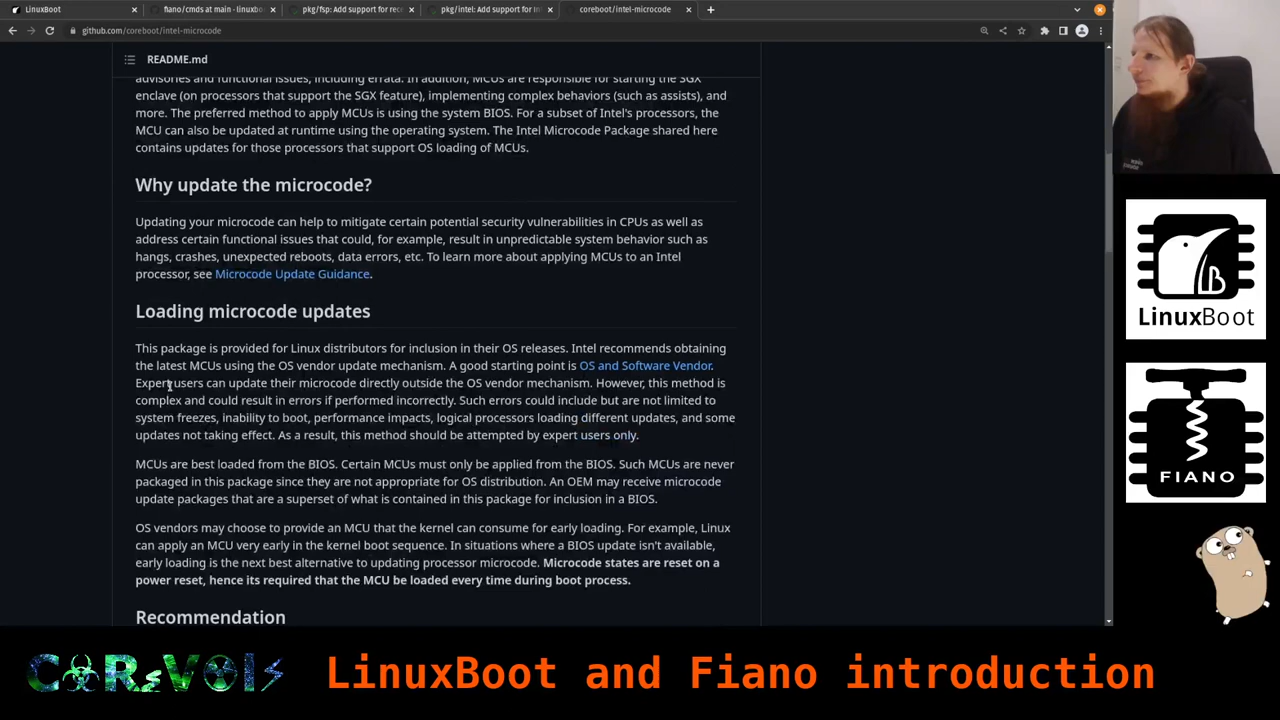 LinuxBoot
fiano/cmds at main · linuxbo
pkg/fsp: Add support for rec
pkg/intel: Add support for In
coreboot/intel-microcode
github.com/coreboot/intel-microcode
README.md
advisories and functional issues, including errata. In addition, MCUs are responsible for starting the SGX
enclave (on processors that support the SGX feature), implementing complex behaviors (such as assists), and
more. The preferred method to apply MCUs is using the system BIOS. For a subset of Intel's processors, the
MCU can also be updated at runtime using the operating system. The Intel Microcode Package shared here
contains updates for those processors that support OS loading of MCUs.
Why update the microcode?
Updating your microcode can help to mitigate certain potential security vulnerabilities in CPUs as well as
address certain functional issues that could, for example, result in unpredictable system behavior such as
hangs, crashes, unexpected reboots, data errors, etc. To learn more about applying MCUs to an Intel
processor, see Microcode Update Guidance.
Loading microcode updates
This package is provided for Linux distributors for inclusion in their OS releases. Intel recommends obtaining
the latest MCUs using the OS vendor update mechanism. A good starting point is OS and Software Vendor.
Expert users can update their microcode directly outside the OS vendor mechanism. However, this method is
complex and could result in errors if performed incorrectly. Such errors could include but are not limited to
system freezes, inability to boot, performance impacts, logical processors loading different updates, and some
updates not taking effect. As a result, this method should be attempted by expert users only.
MCUs are best loaded from the BIOS. Certain MCUs must only be applied from the BIOS. Such MCUs are never
packaged in this package since they are not appropriate for OS distribution. An OEM may receive microcode
update packages that are a superset of what is contained in this package for inclusion in a BIOS.
OS vendors may choose to provide an MCU that the kernel can consume for early loading. For example, Linux
can apply an MCU very early in the kernel boot sequence. In situations where a BIOS update isn't available,
early loading is the next best alternative to updating processor microcode. Microcode states are reset on a
power reset, hence its required that the MCU be loaded every time during boot process.
Recommendation
LB
LinuxBoot
FIANO
LinuxBoot and Fiano introduction